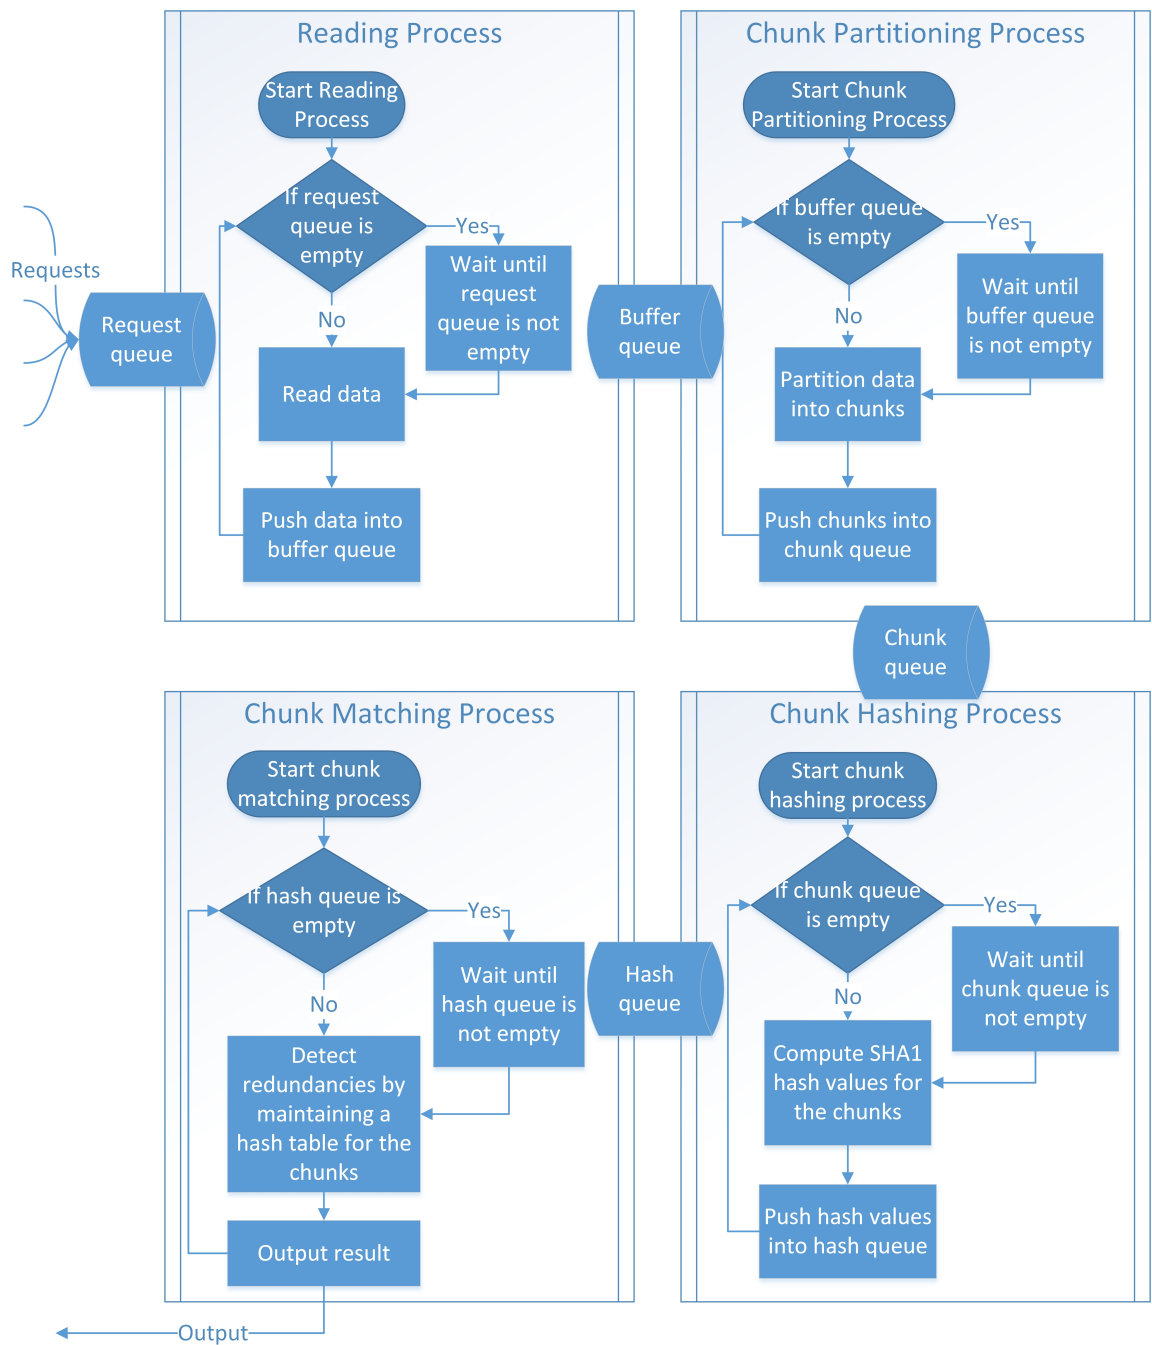 Reading Process
Start Reading
Process
If request
queue is
empty
Yes
Wait until
request
queue is not
empty
No
Read data
Push data into
buffer queue
Requests
Request
queue
Buffer
queue
Chunk Partitioning Process
Start Chunk
Partitioning Process
If buffer queue
is empty
Yes
Wait until
buffer queue
is not empty
No
Partition data
into chunks
Push chunks into
chunk queue
Chunk
queue
Chunk Hashing Process
Start chunk
hashing process
If chunk queue
is empty
Yes
Wait until
chunk queue is
not empty
No
Compute SHA1
hash values for
the chunks
Push hash values
into hash queue
Hash
queue
Chunk Matching Process
Start chunk
matching process
If hash queue is
empty
Yes
Wait until
hash queue is
not empty
No
Detect
redundancies by
maintaining a
hash table for the
chunks
Output result
Output